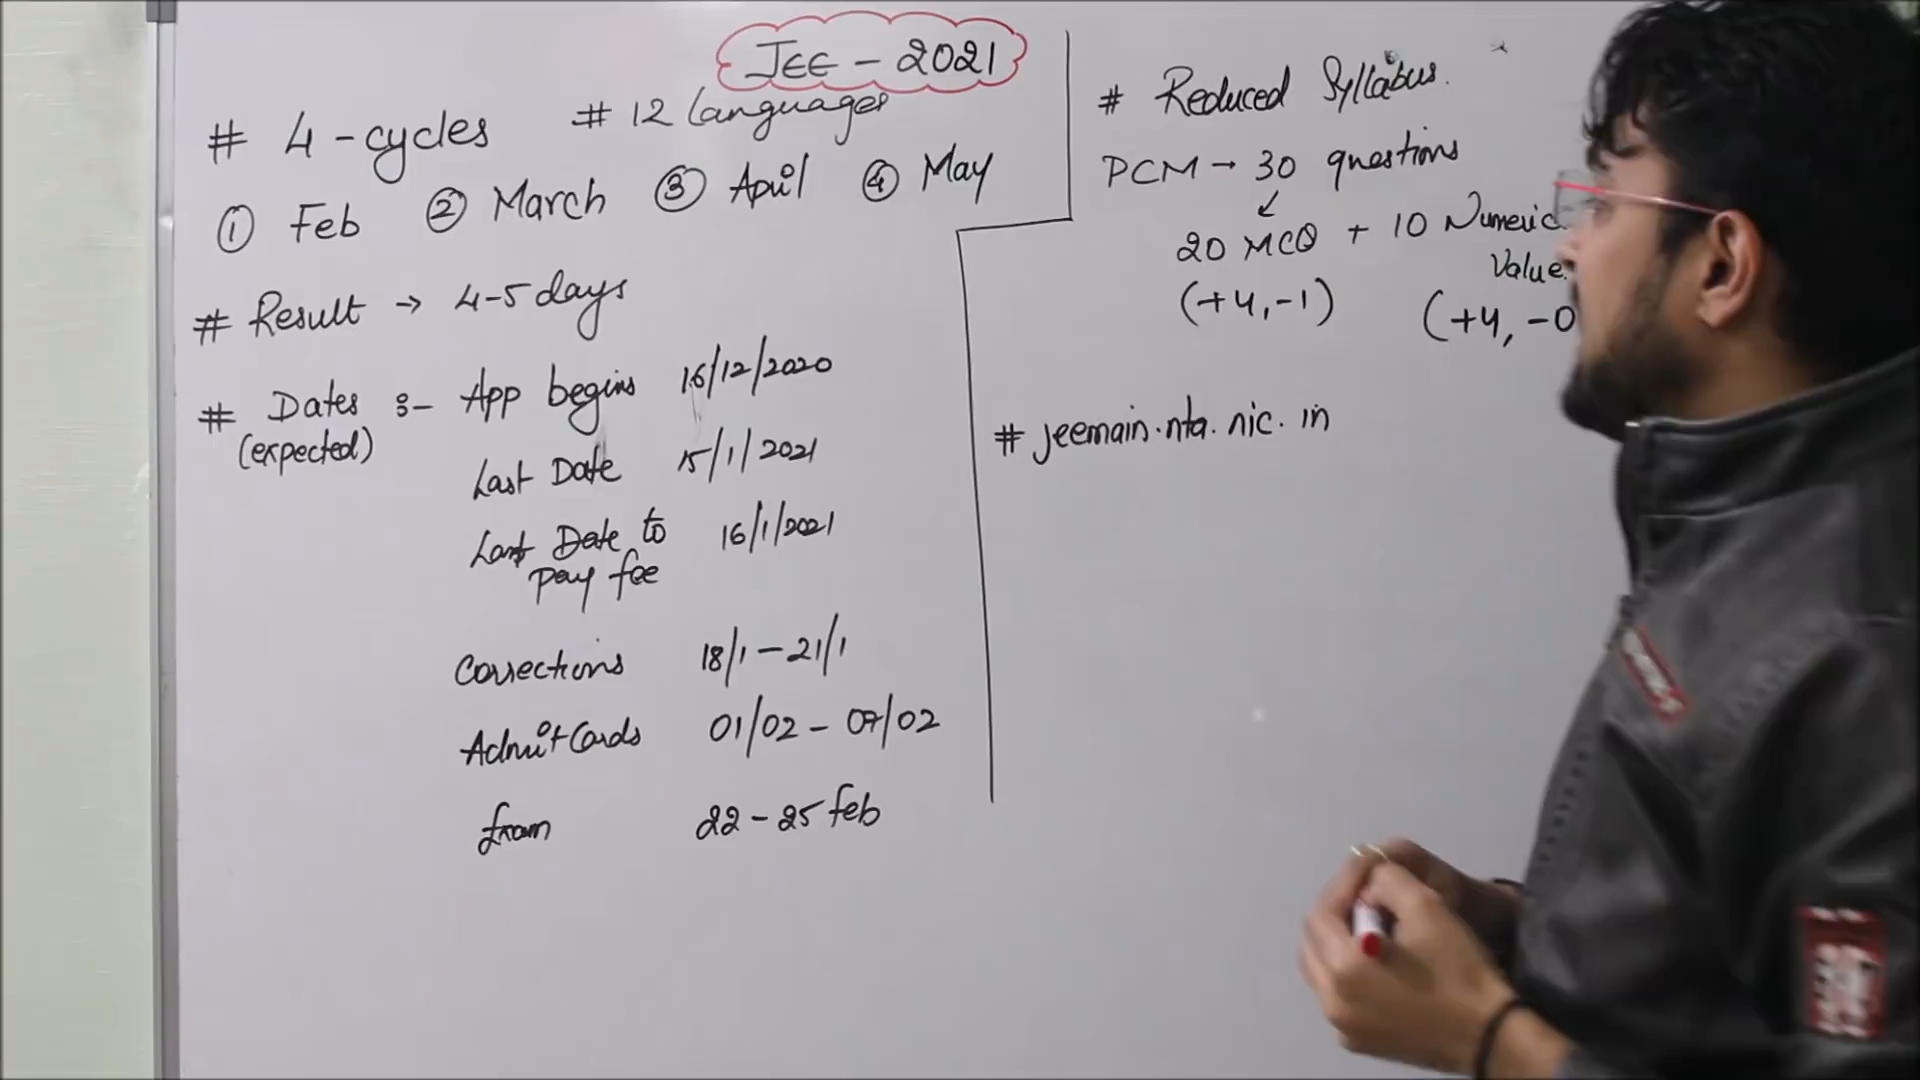 JEE - 2021
# 4-cycles # 12 languages
① Feb ② March ③ April ④ May
# Result → 4-5 days
# Dates :- App begins 16/12/2020
(expected)
Last Date 15/1/2021
Last Date to 16/1/2021
pay fee
Corrections 18/1 - 21/1
Admit Cards 01/02 - 07/02
Exam 22 - 25 feb
# Reduced Syllabus.
PCM → 30 questions
↙
20 MCQ + 10 Numeric
Value
(+4, -1) (+4, -0
# jeemain.nta.nic.in